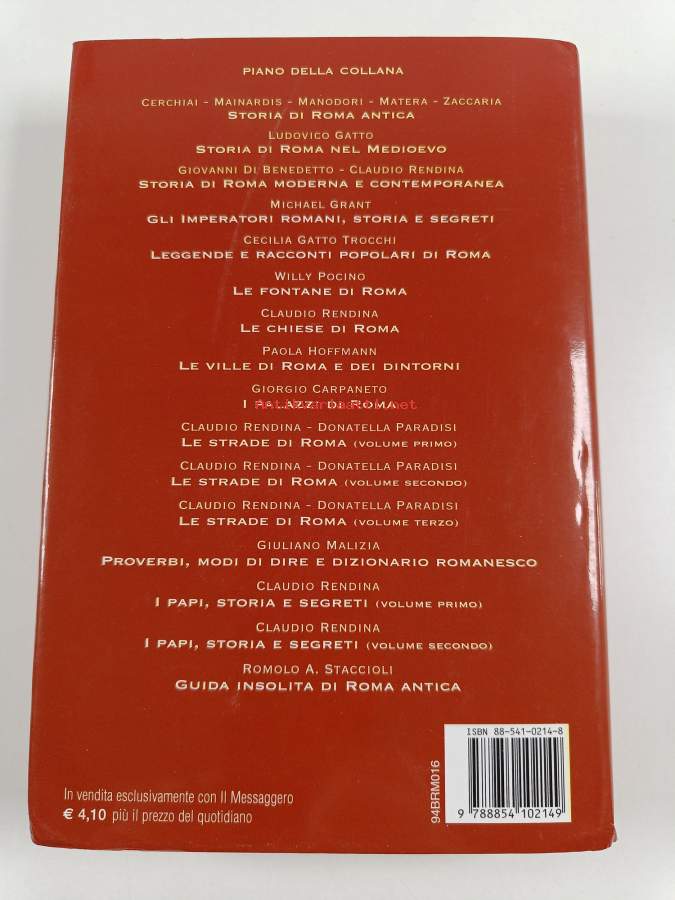 PIANO DELLA COLLANA
CERCHIAI - MAINARDIS - MANODORI - MATERA - ZACCARIA
STORIA DI ROMA ANTICA
LUDOVICO GATTO
STORIA DI ROMA NEL MEDIOEVO
GIOVANNI DI BENEDETTO - CLAUDIO RENDINA
STORIA DI ROMA MODERNA E CONTEMPORANEA
MICHAEL GRANT
GLI IMPERATORI ROMANI, STORIA E SEGRETI
CECILIA GATTO TROCCHI
LEGGENDE E RACCONTI POPOLARI DI ROMA
WILLY POCINO
LE FONTANE DI ROMA
CLAUDIO RENDINA
LE CHIESE DI ROMA
PAOLA HOFFMANN
LE VILLE DI ROMA E DEI DINTORNI
GIORGIO CARPANETO
I PALAZZI DI ROMA
antikvariaatti.net
CLAUDIO RENDINA - DONATELLA PARADISI
LE STRADE DI ROMA (VOLUME PRIMO)
CLAUDIO RENDINA - DONATELLA PARADISI
LE STRADE DI ROMA (VOLUME SECONDO)
CLAUDIO RENDINA - DONATELLA PARADISI
LE STRADE DI ROMA (VOLUME TERZO)
GIULIANO MALIZIA
PROVERBI, MODI DI DIRE E DIZIONARIO ROMANESCO
CLAUDIO RENDINA
I PAPI, STORIA E SEGRETI (VOLUME PRIMO)
CLAUDIO RENDINA
I PAPI, STORIA E SEGRETI (VOLUME SECONDO)
ROMOLO A. STACCIOLI
GUIDA INSOLITA DI ROMA ANTICA
In vendita esclusivamente con Il Messaggero
€ 4,10 più il prezzo del quotidiano
94BRM016
ISBN 88-541-0214-8
9 788854 102149